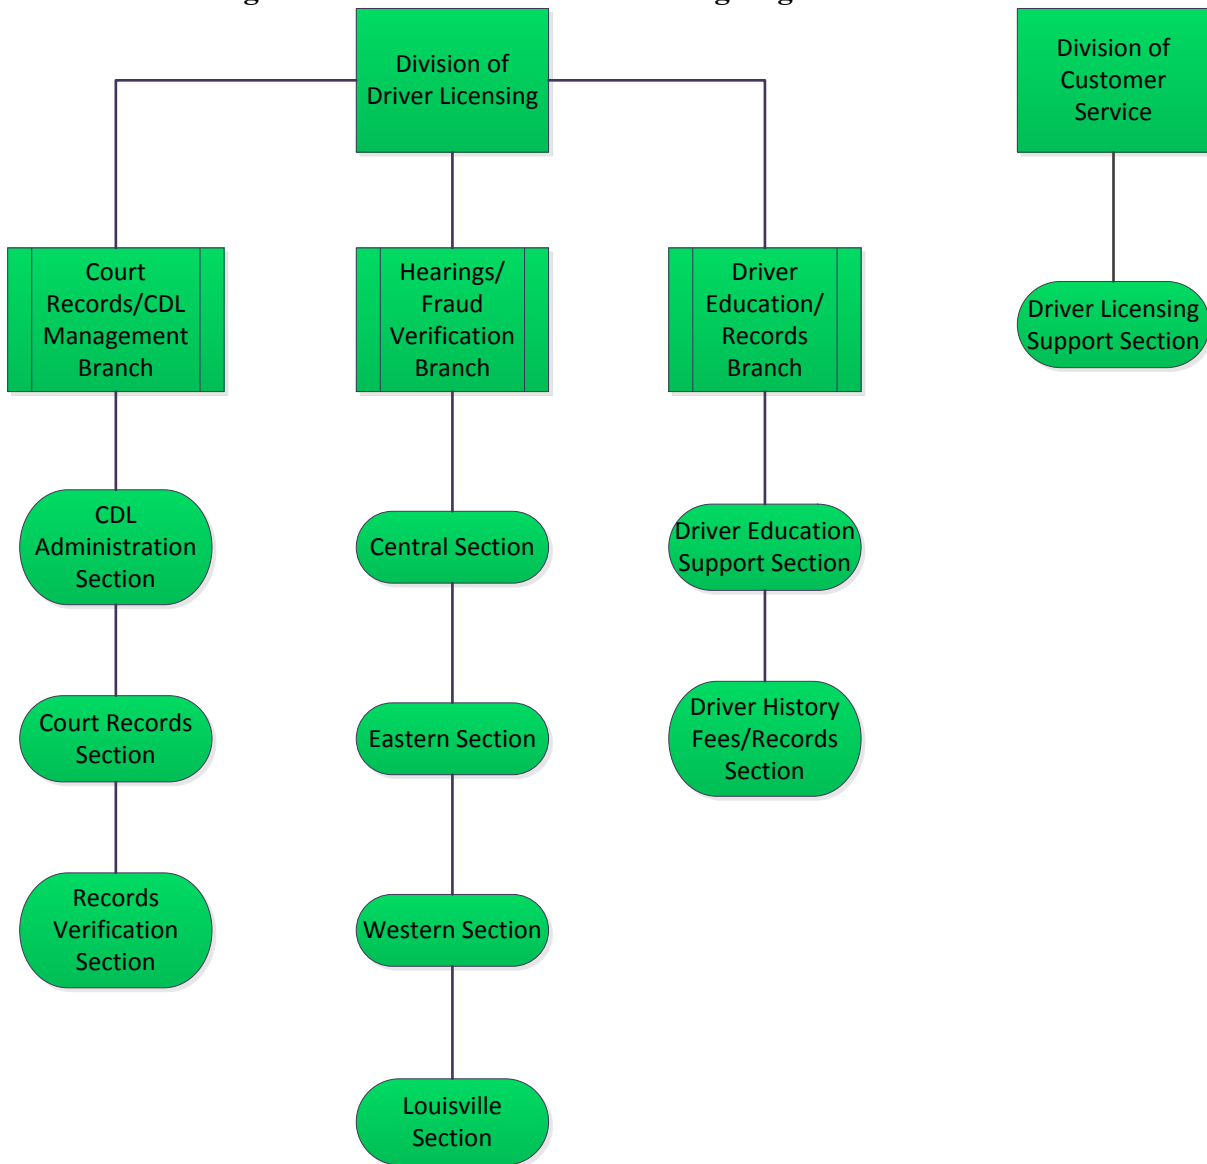 Division of
Driver Licensing
Division of
Customer
Service
Court
Records/CDL
Management
Branch
Hearings/
Fraud
Verification
Branch
Driver
Education/
Records
Branch
Driver Licensing
Support Section
CDL
Administration
Section
Central Section
Driver Education
Support Section
Court Records
Section
Eastern Section
Driver History
Fees/Records
Section
Records
Verification
Section
Western Section
Louisville
Section